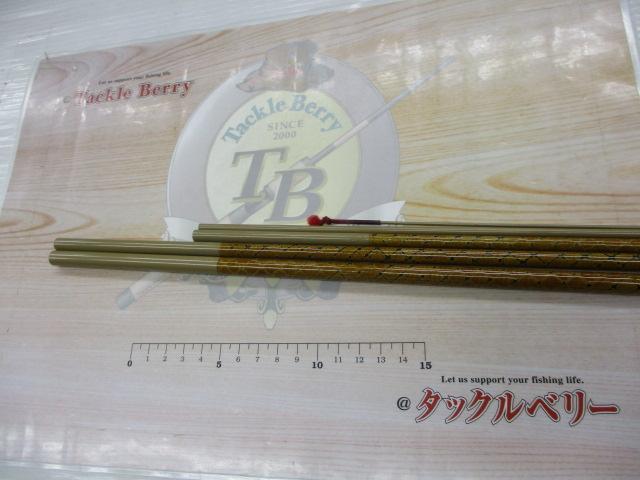 Let us support your fishing life.
@ Tackle Berry
Tackle Berry
SINCE
2000
TB
0 1 2 3 4 5 6 7 8 9 10 11 12 13 14 15
Let us support your fishing life.
@ タックルベリー